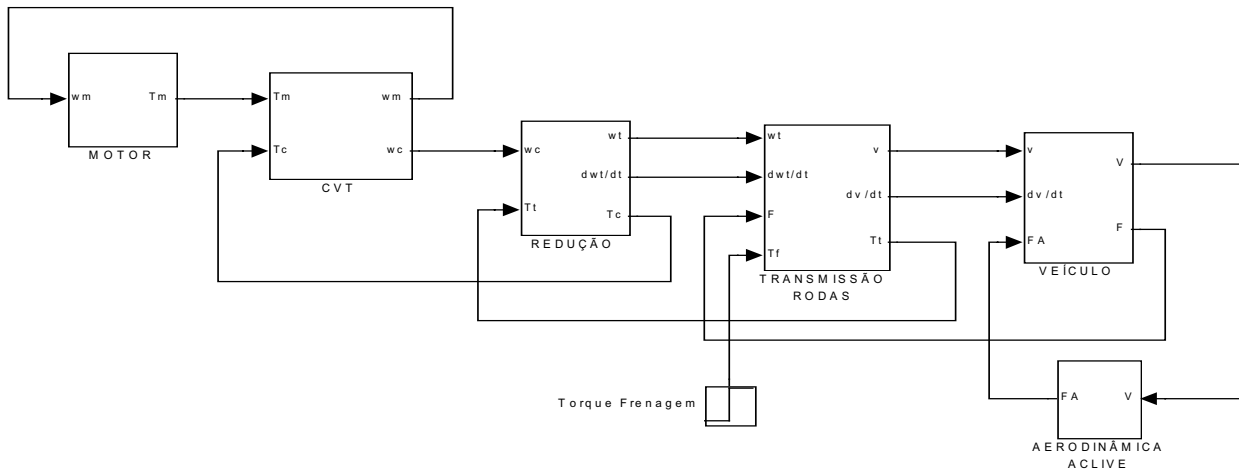 wm
Tm
MOTOR
Tm
wm
Tc
wc
CVT
wc
wt
dwt/dt
Tt
Tc
REDUÇÃO
wt
v
dwt/dt
dv/dt
F
Tt
Tf
TRANSMISSÃO
RODAS
v
V
dv/dt
F
FA
VEÍCULO
Torque Frenagem
FA
V
AERODINÂMICA
ACLIVE